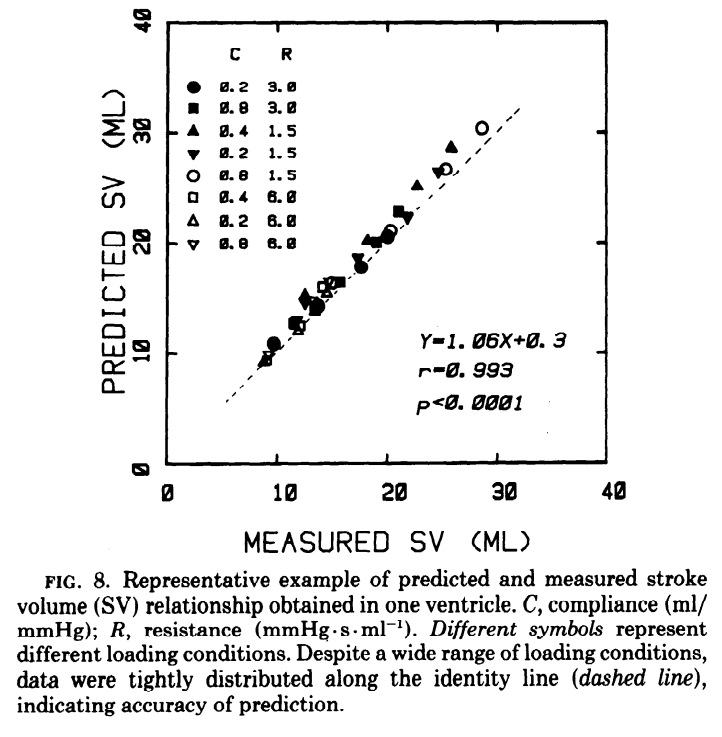 40
30
20
10
0
PREDICTED SV (ML)
C R
0.2 3.0
0.8 3.0
0.4 1.5
0.2 1.5
0.8 1.5
0.4 6.0
0.2 6.0
0.8 6.0
Y=1.06X+0.3
r=0.993
p<0.0001
0 10 20 30 40
MEASURED SV (ML)
FIG. 8. Representative example of predicted and measured stroke
volume (SV) relationship obtained in one ventricle. C, compliance (ml/
mmHg); R, resistance (mmHg·s·ml⁻¹). Different symbols represent
different loading conditions. Despite a wide range of loading conditions,
data were tightly distributed along the identity line (dashed line),
indicating accuracy of prediction.